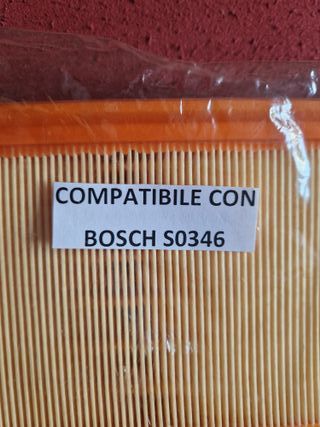 COMPATIBILE CON
BOSCH S0346